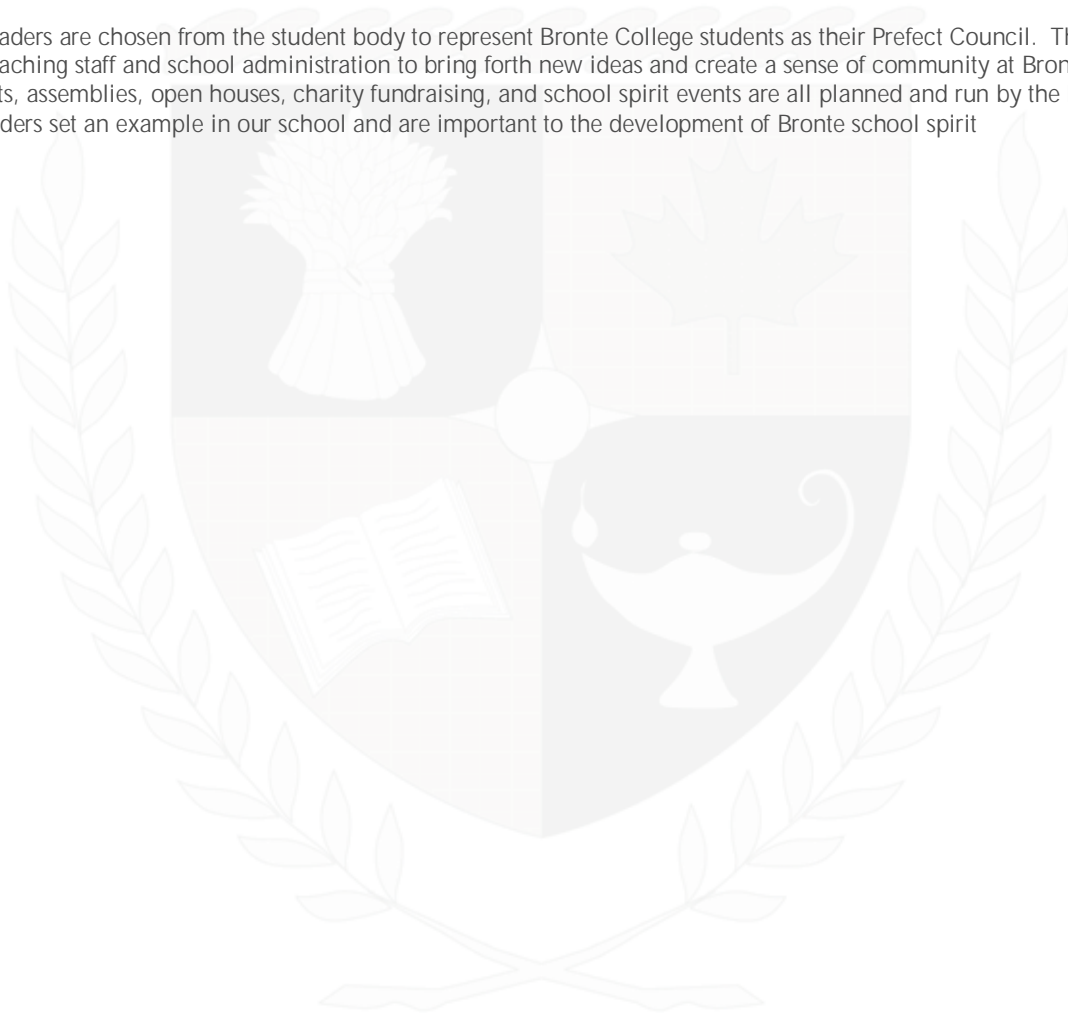 aders are chosen from the student body to represent Bronte College students as their Prefect Council. Th
aching staff and school administration to bring forth new ideas and create a sense of community at Bron
ts, assemblies, open houses, charity fundraising, and school spirit events are all planned and run by the
ders set an example in our school and are important to the development of Bronte school spirit